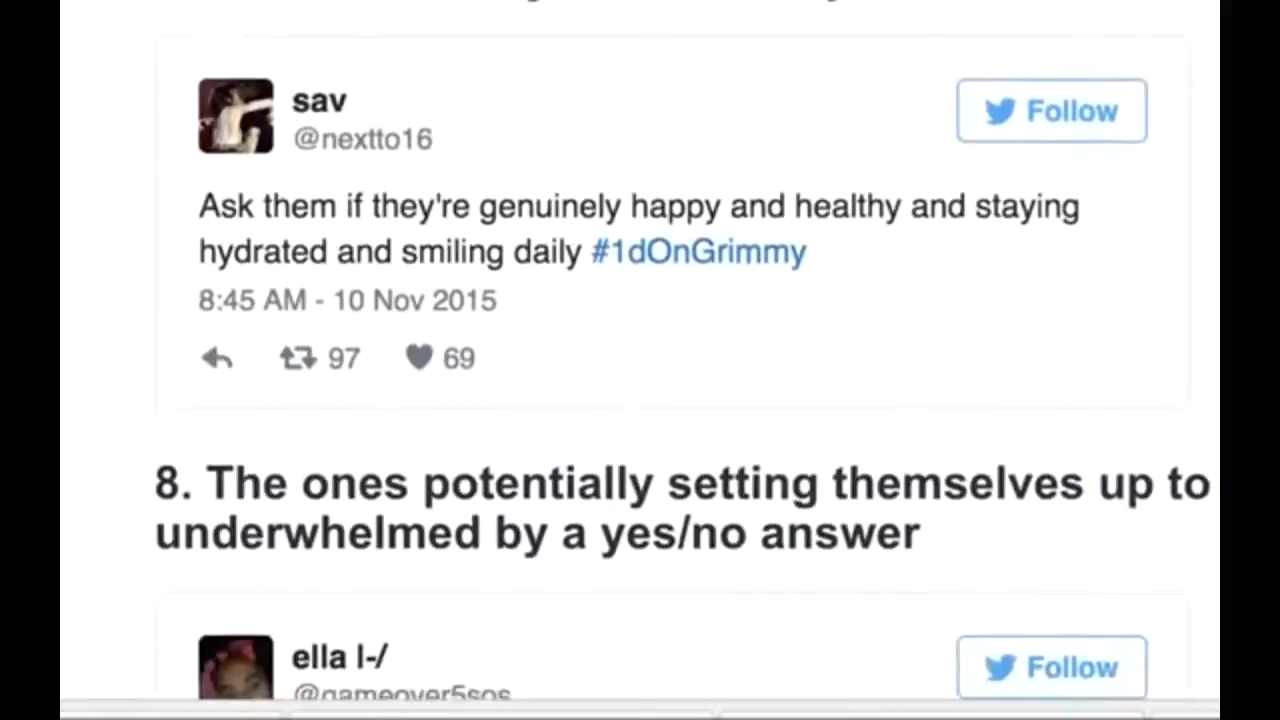 sav
Follow
@nextto16
Ask them if they're genuinely happy and healthy and staying
hydrated and smiling daily #1dOnGrimmy
8:45 AM - 10 Nov 2015
97 69
8. The ones potentially setting themselves up to
underwhelmed by a yes/no answer
ella |-/
Follow
@gameover5sos